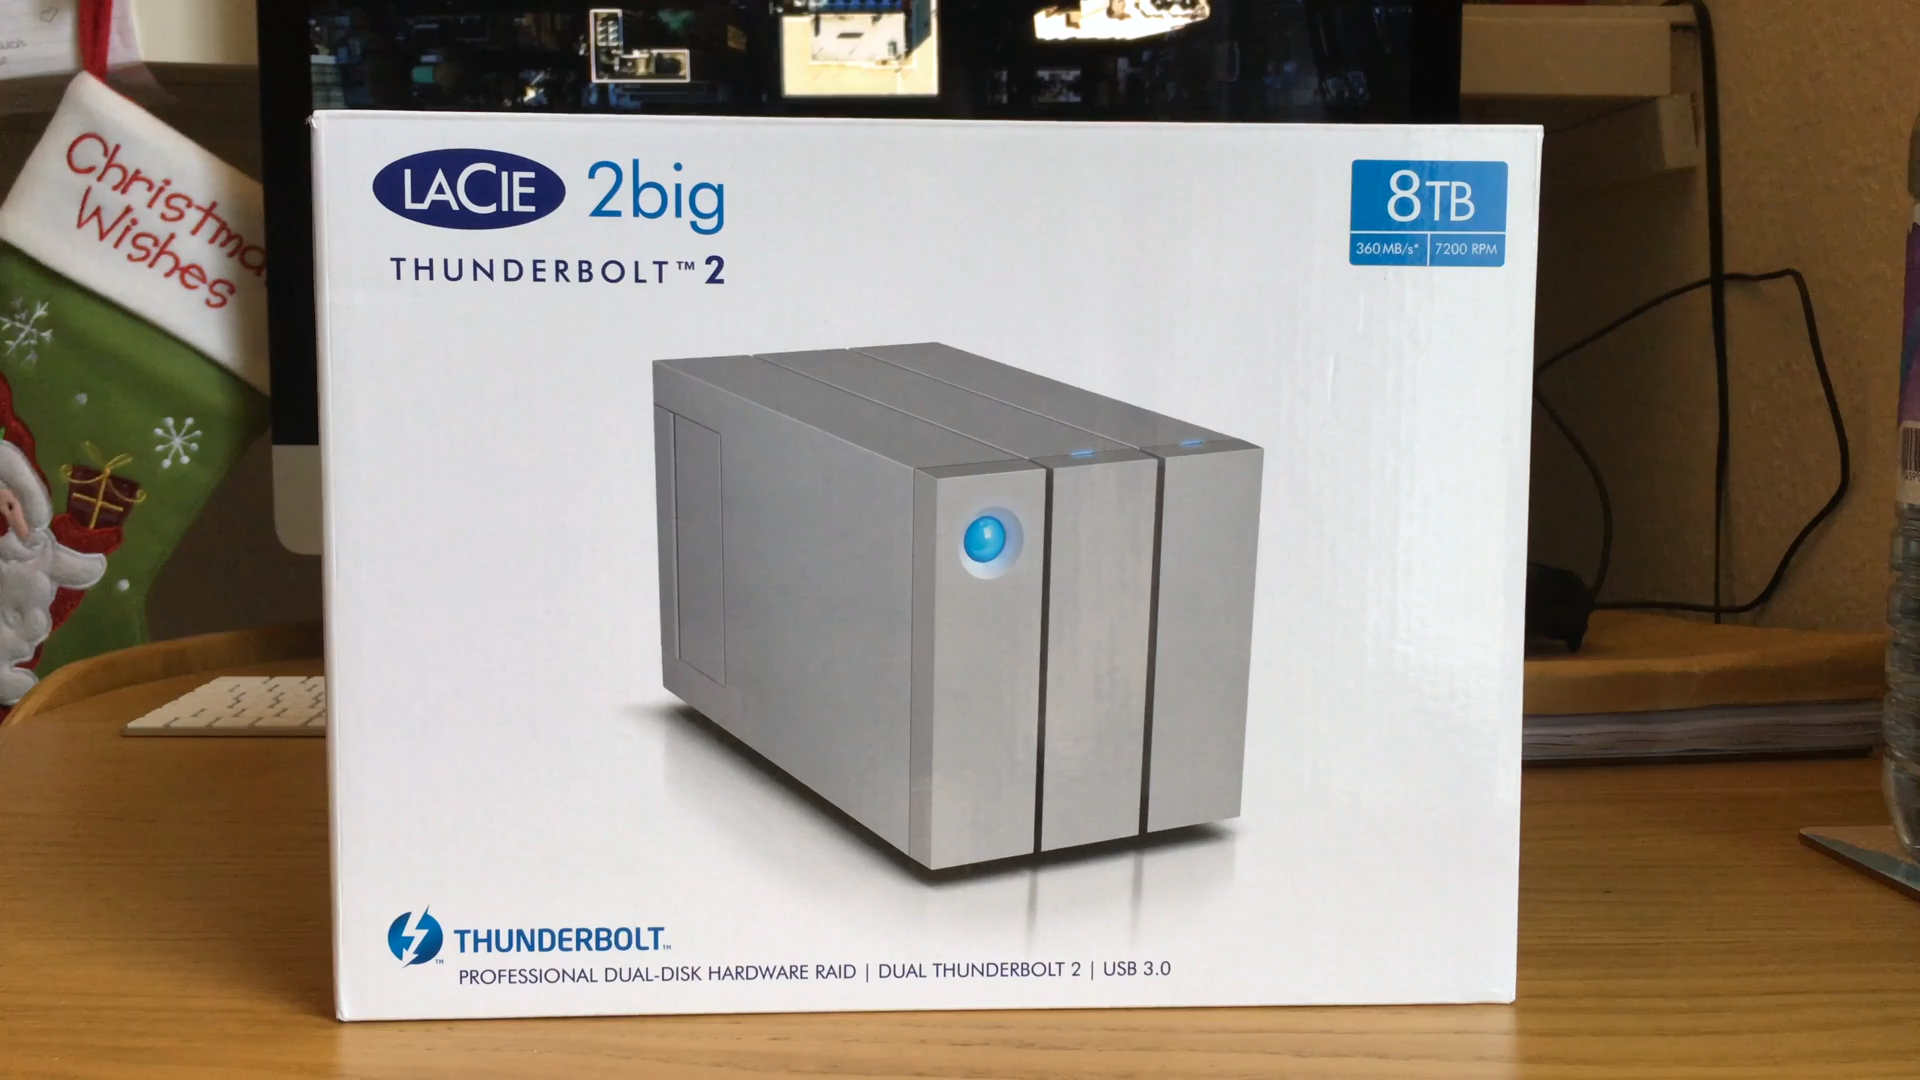 Christma
Wishes
LACIE 2big
THUNDERBOLT™ 2
8TB
360 MB/s* 7200 RPM
THUNDERBOLT™
PROFESSIONAL DUAL-DISK HARDWARE RAID | DUAL THUNDERBOLT 2 | USB 3.0